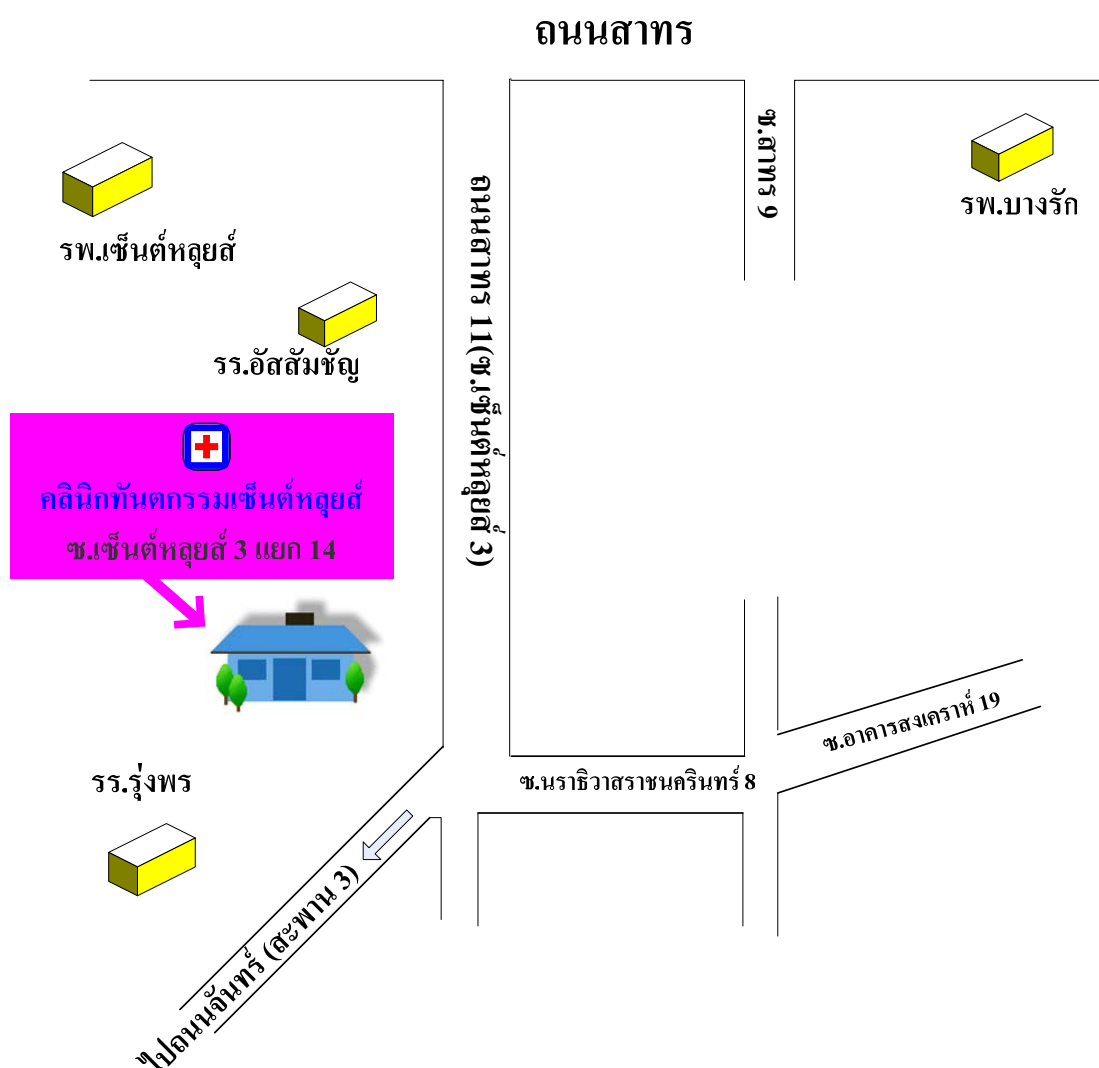 ถนนสาทร
ซ.สาทร 9
รพ.บางรัก
รพ.เซ็นต์หลุยส์
ถนนสาทร 11(ซ.เซ็นต์หลุยส์ 3)
รร.อัสสัมชัญ
คลินิกทันตกรรมเซ็นต์หลุยส์
ซ.เซ็นต์หลุยส์ 3 แยก 14
ซ.อาคารสงเคราห์ 19
รร.รุ่งพร
ซ.นราธิวาสราชนครินทร์ 8
ไปถนนจันทร์ (สะพาน 3)